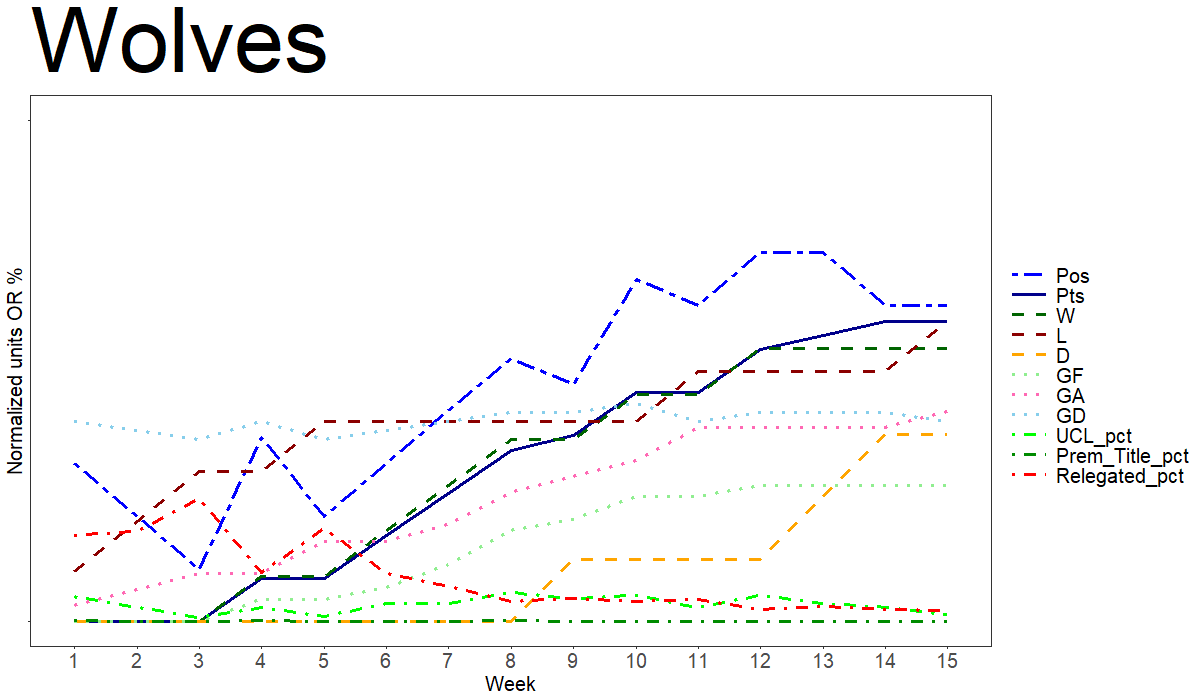 Wolves
Normalized units OR %
1 2 3 4 5 6 7 8 9 10 11 12 13 14 15
Week
Pos
Pts
W
L
D
GF
GA
GD
UCL_pct
Prem_Title_pct
Relegated_pct